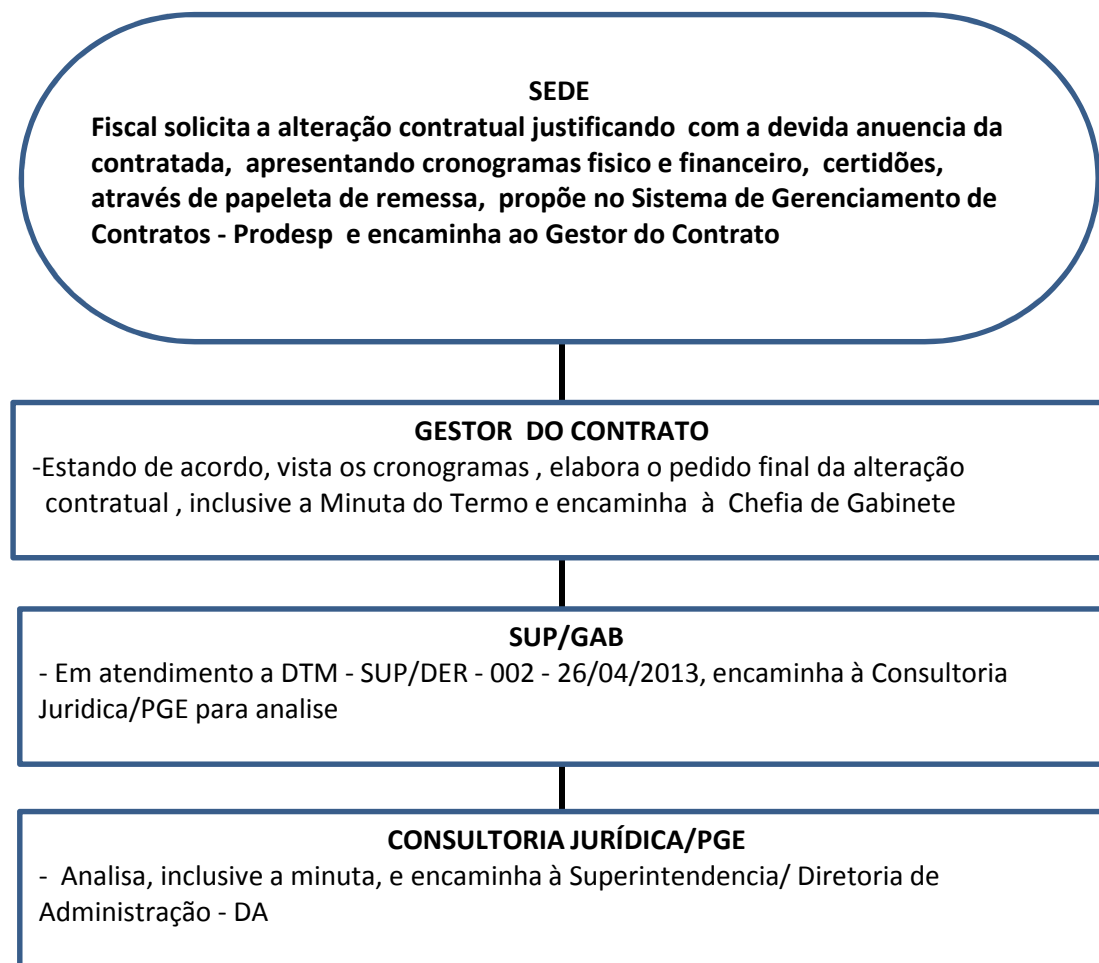 SEDE
Fiscal solicita a alteração contratual justificando com a devida anuencia da
contratada, apresentando cronogramas fisico e financeiro, certidões,
através de papeleta de remessa, propõe no Sistema de Gerenciamento de
Contratos - Prodesp e encaminha ao Gestor do Contrato
GESTOR DO CONTRATO
-Estando de acordo, vista os cronogramas , elabora o pedido final da alteração
contratual , inclusive a Minuta do Termo e encaminha à Chefia de Gabinete
SUP/GAB
- Em atendimento a DTM - SUP/DER - 002 - 26/04/2013, encaminha à Consultoria
Juridica/PGE para analise
CONSULTORIA JURÍDICA/PGE
- Analisa, inclusive a minuta, e encaminha à Superintendencia/ Diretoria de
Administração - DA